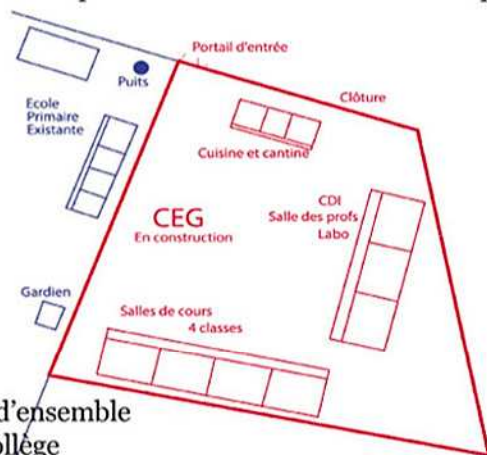 Portail d'entrée
Puits
Clôture
Ecole
Primaire
Existante
Cuisine et cantine
CDI
Salle des profs
Labo
CEG
En construction
Gardien
Salles de cours
4 classes
d'ensemble
ollège